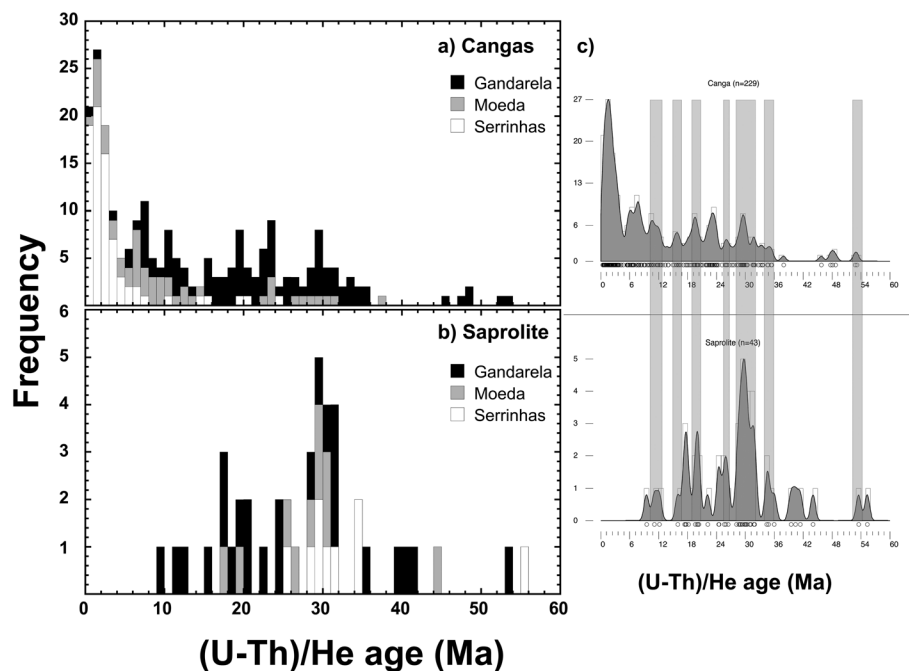 a) Cangas
Gandarela
Moeda
Serrinhas
30
25
20
15
10
5
0
Frequency
b) Saprolite
Gandarela
Moeda
Serrinhas
6
5
4
3
2
1
0 10 20 30 40 50 60
(U-Th)/He age (Ma)
c)
Canga (n=229)
27
20
13
6
0
0 6 12 18 24 30 36 42 48 54 60
Saprolite (n=43)
5
4
3
2
1
0
0 6 12 18 24 30 36 42 48 54 60
(U-Th)/He age (Ma)